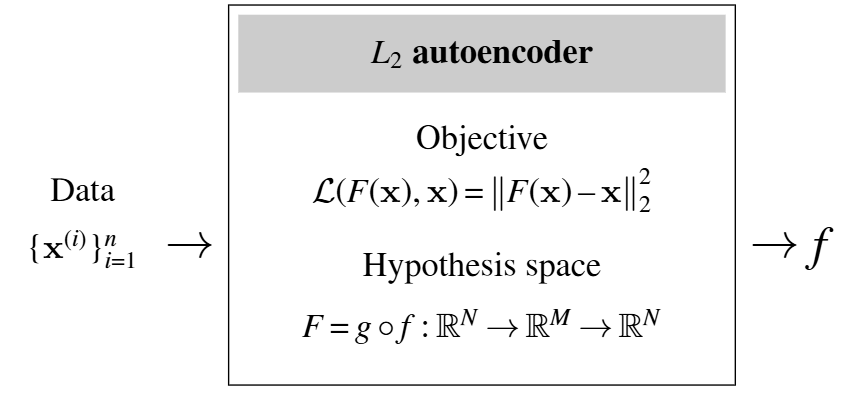 L₂ autoencoder
Objective
ℒ(F(𝐱), 𝐱) = ‖F(𝐱) – 𝐱‖₂²
Data
{𝐱⁽ⁱ⁾}ⁿᵢ₌₁ → → f
Hypothesis space
F = g ∘ f : ℝᴺ → ℝᴹ → ℝᴺ